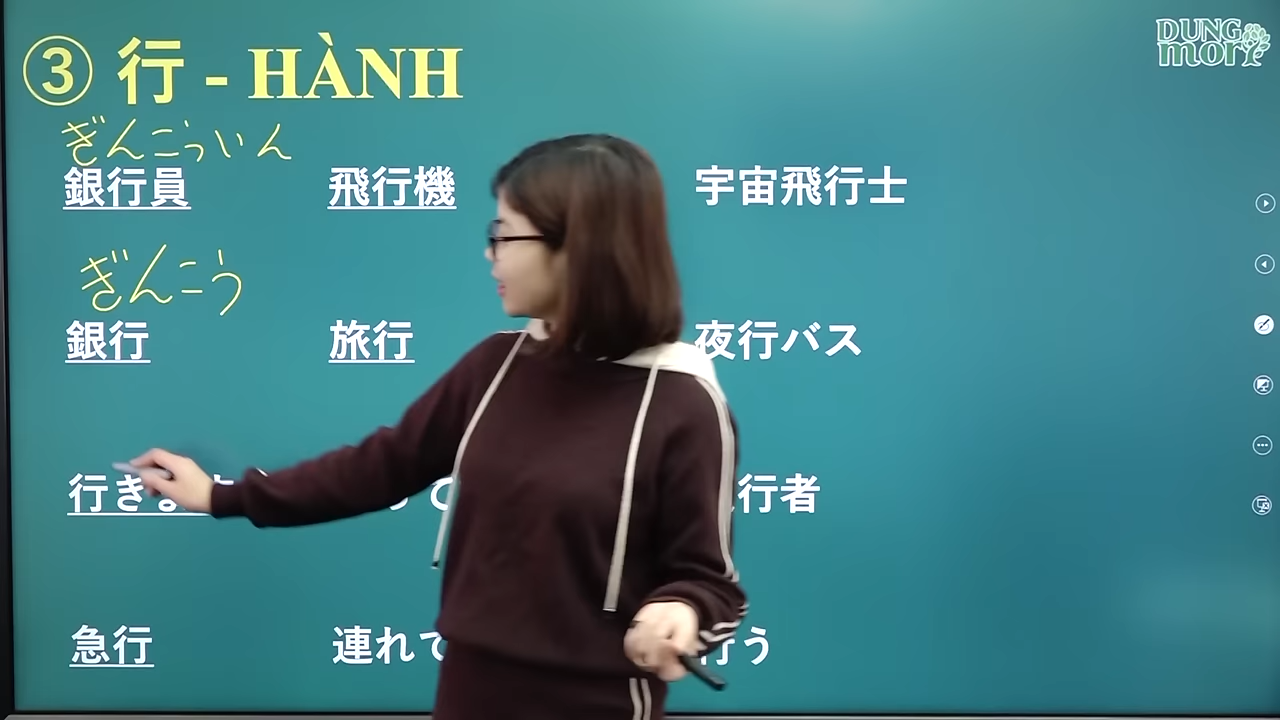 ③ 行 - HÀNH
DUNG
mori
ぎんこういん
銀行員 飛行機 宇宙飛行士
ぎんこう
銀行 旅行 夜行バス
行き 行者
急行 連れて 行う